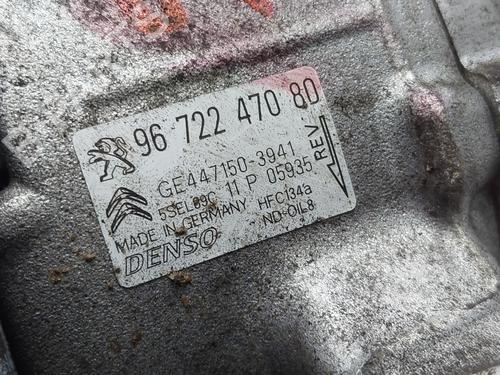 96 722 470 80
GE447150-3941
5SEL09C 11 P 05935
MADE IN GERMANY HFC134a
DENSO ND-OIL8
REV